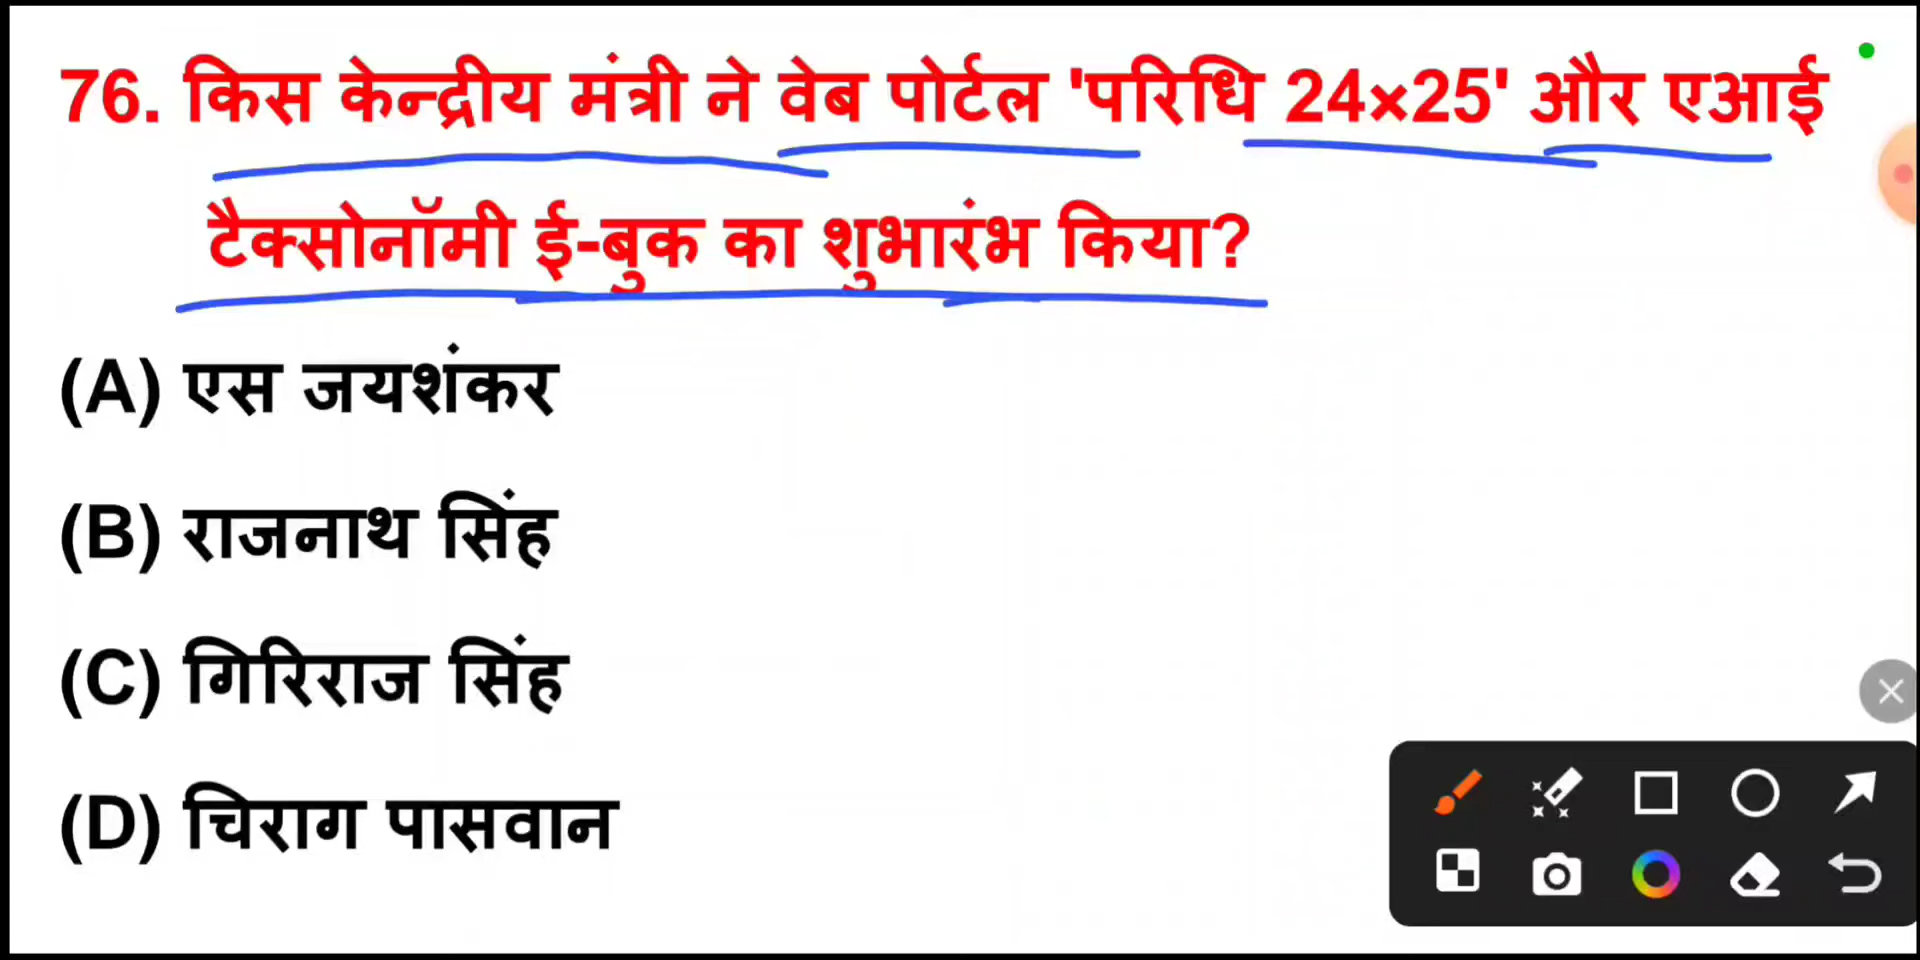 76. किस केन्द्रीय मंत्री ने वेब पोर्टल 'परिधि 24×25' और एआई
टैक्सोनॉमी ई-बुक का शुभारंभ किया?
(A) एस जयशंकर
(B) राजनाथ सिंह
(C) गिरिराज सिंह
(D) चिराग पासवान